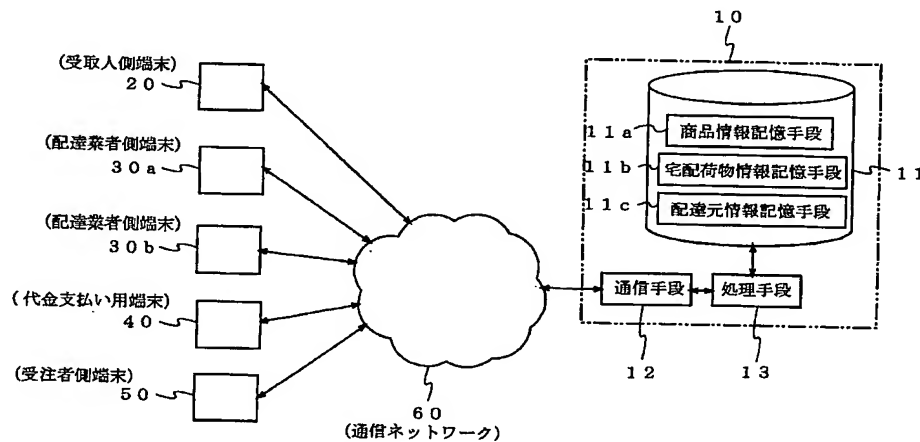 (受取人側端末)
20
(配達業者側端末)
30a
(配達業者側端末)
30b
(代金支払い用端末)
40
(受注者側端末)
50
60
(通信ネットワーク)
10
11a
商品情報記憶手段
11b
宅配荷物情報記憶手段
11
11c
配達元情報記憶手段
通信手段
処理手段
12
13